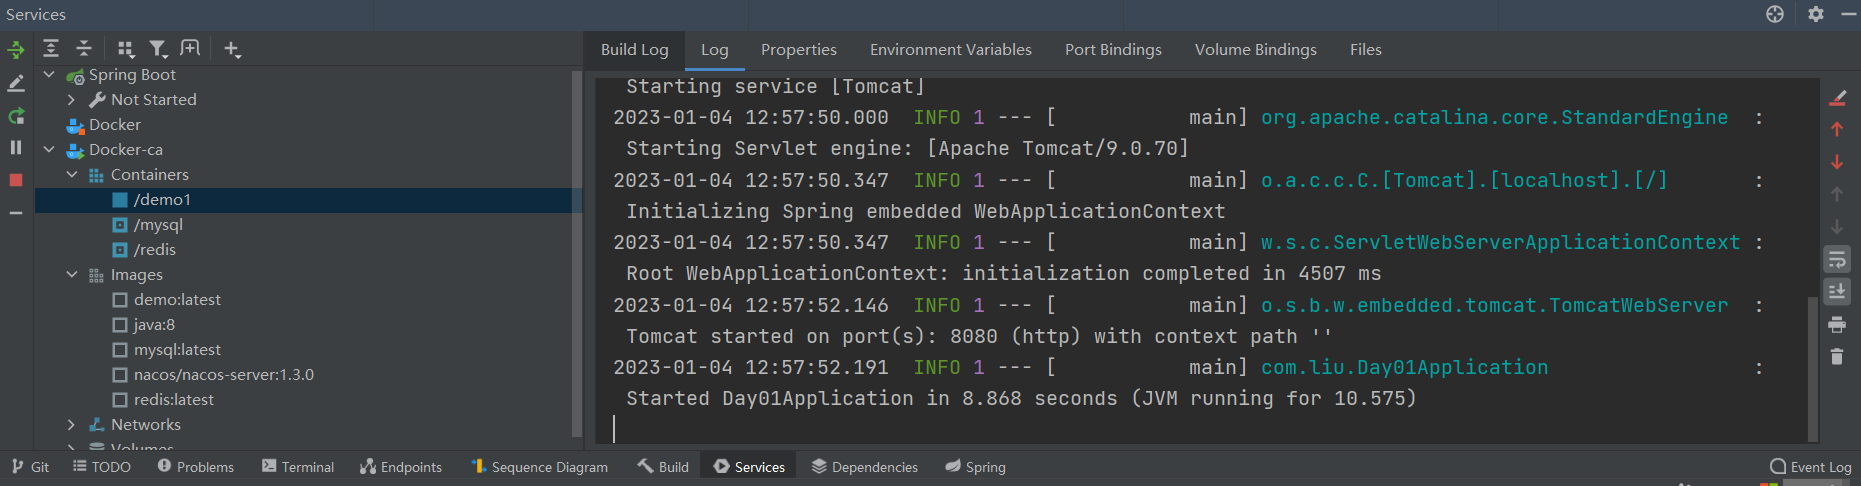 Services
Build Log
Log
Properties
Environment Variables
Port Bindings
Volume Bindings
Files
Spring Boot
Not Started
Docker
Docker-ca
Containers
/demo1
/mysql
/redis
Images
demo:latest
java:8
mysql:latest
nacos/nacos-server:1.3.0
redis:latest
Networks
Volumes
Starting service [Tomcat]
2023-01-04 12:57:50.000  INFO 1 --- [           main] org.apache.catalina.core.StandardEngine  :
Starting Servlet engine: [Apache Tomcat/9.0.70]
2023-01-04 12:57:50.347  INFO 1 --- [           main] o.a.c.c.C.[Tomcat].[localhost].[/]       :
Initializing Spring embedded WebApplicationContext
2023-01-04 12:57:50.347  INFO 1 --- [           main] w.s.c.ServletWebServerApplicationContext :
Root WebApplicationContext: initialization completed in 4507 ms
2023-01-04 12:57:52.146  INFO 1 --- [           main] o.s.b.w.embedded.tomcat.TomcatWebServer  :
Tomcat started on port(s): 8080 (http) with context path ''
2023-01-04 12:57:52.191  INFO 1 --- [           main] com.liu.Day01Application                 :
Started Day01Application in 8.868 seconds (JVM running for 10.575)
Git
TODO
Problems
Terminal
Endpoints
Sequence Diagram
Build
Services
Dependencies
Spring
Event Log